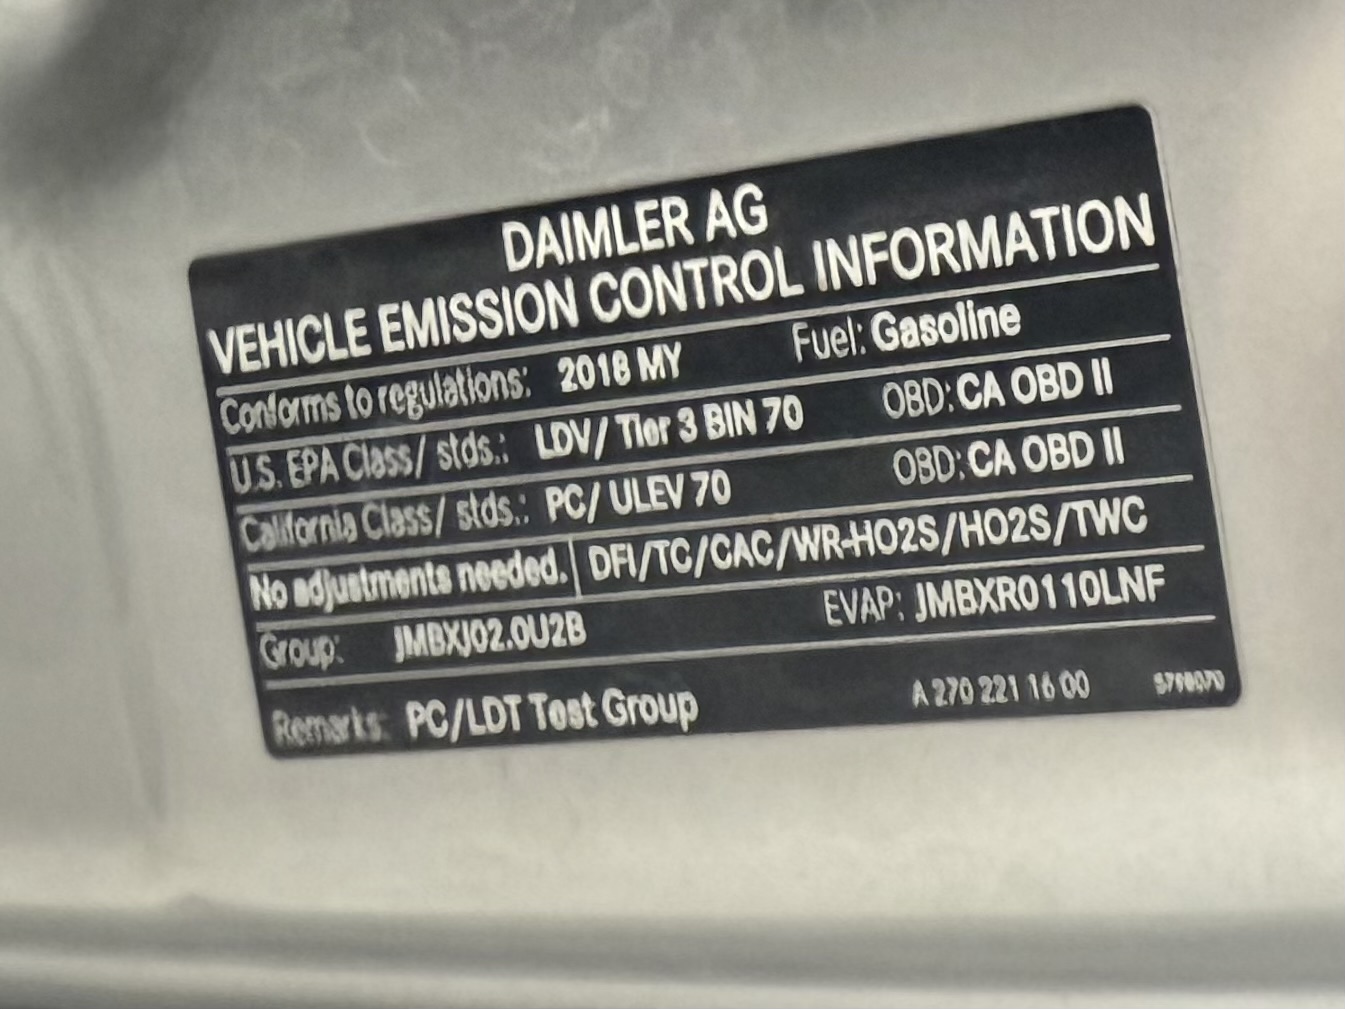 DAIMLER AG
VEHICLE EMISSION CONTROL INFORMATION
Conforms to regulations: 2018 MY Fuel: Gasoline
U.S. EPA Class/ stds.: LDV/ Tier 3 BIN 70 OBD: CA OBD II
California Class/ stds.: PC/ ULEV 70 OBD: CA OBD II
No adjustments needed. DFI/TC/CAC/WR-HO2S/HO2S/TWC
Group: JMBXJ02.0U2B EVAP: JMBXR0110LNF
Remarks: PC/LDT Test Group A 270 221 16 00